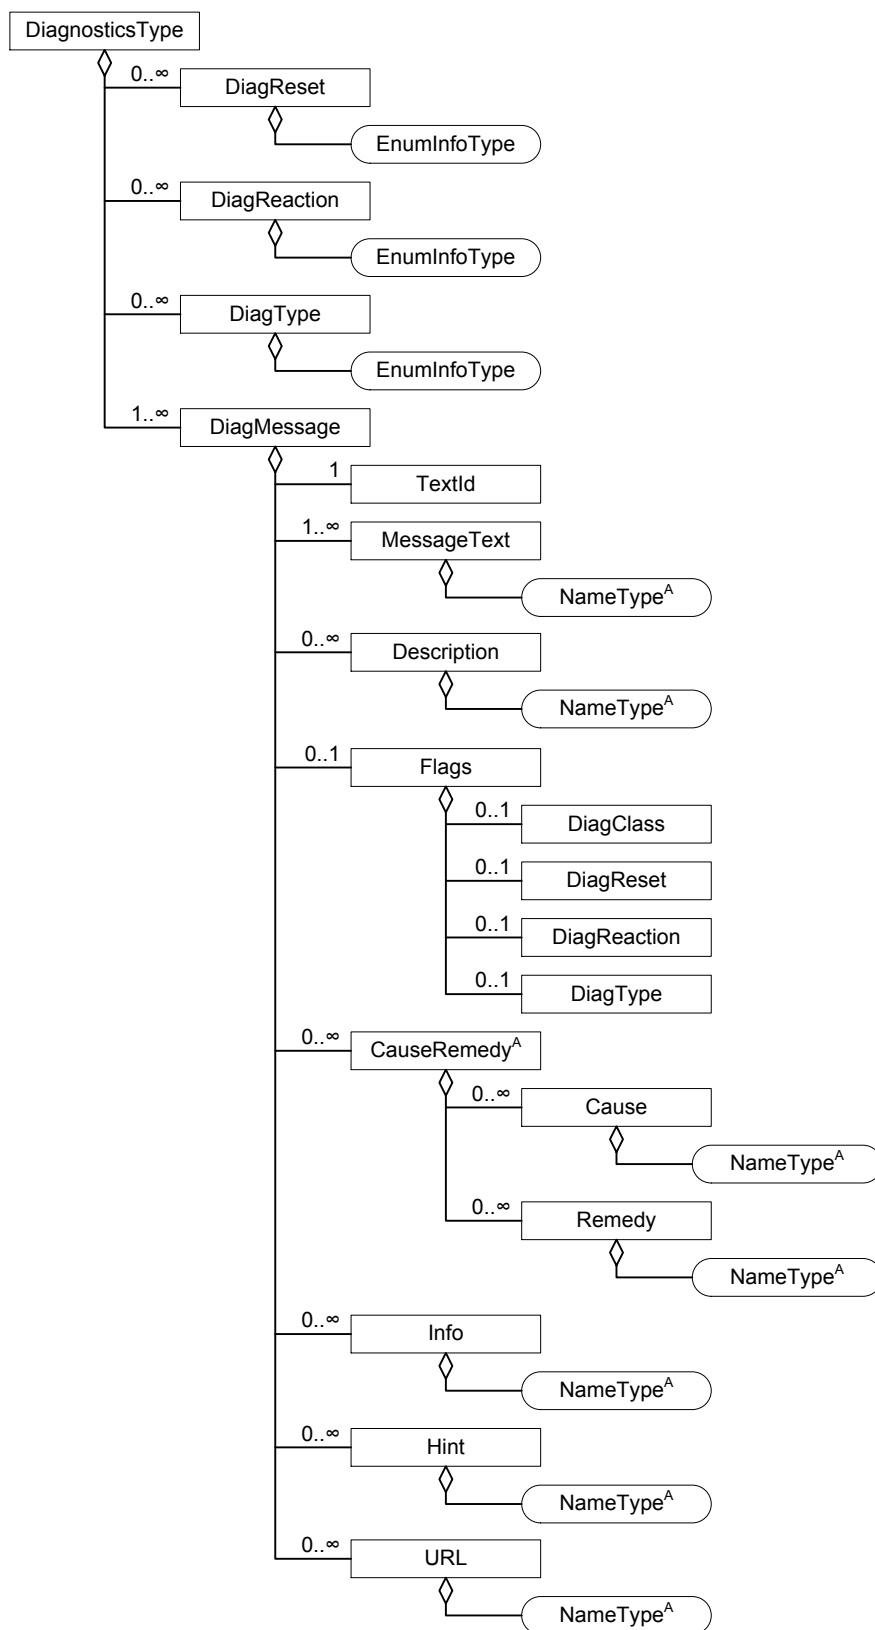 DiagnosticsType
0..∞
DiagReset
EnumInfoType
0..∞
DiagReaction
EnumInfoType
0..∞
DiagType
EnumInfoType
1..∞
DiagMessage
1
TextId
1..∞
MessageText
NameTypeᴬ
0..∞
Description
NameTypeᴬ
0..1
Flags
0..1
DiagClass
0..1
DiagReset
0..1
DiagReaction
0..1
DiagType
0..∞
CauseRemedyᴬ
0..∞
Cause
NameTypeᴬ
0..∞
Remedy
NameTypeᴬ
0..∞
Info
NameTypeᴬ
0..∞
Hint
NameTypeᴬ
0..∞
URL
NameTypeᴬ